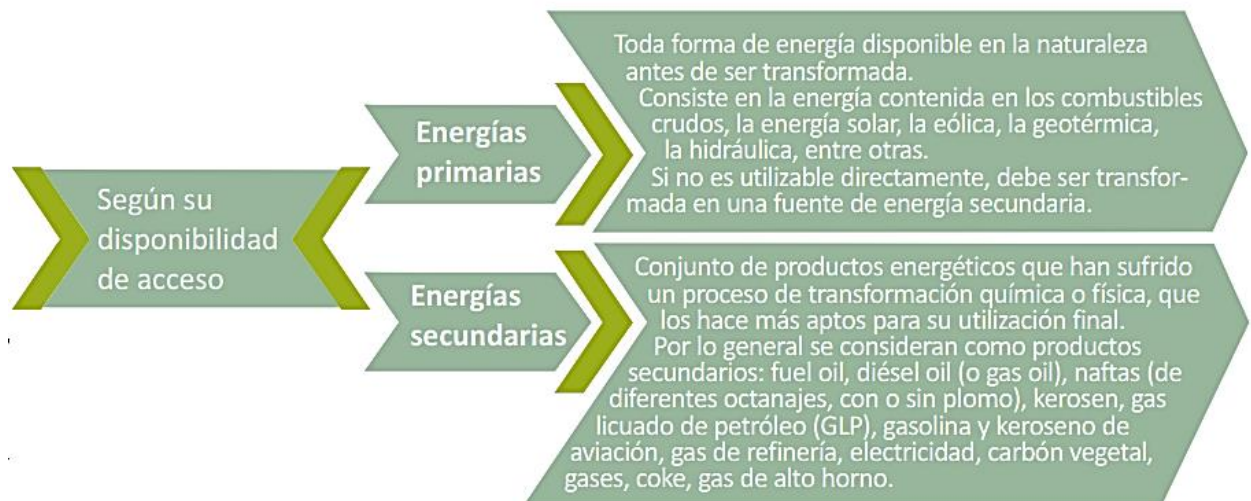 Según su
disponibilidad
de acceso
Energías
primarias
Toda forma de energía disponible en la naturaleza
antes de ser transformada.
Consiste en la energía contenida en los combustibles
crudos, la energía solar, la eólica, la geotérmica,
la hidráulica, entre otras.
Si no es utilizable directamente, debe ser transfor-
mada en una fuente de energía secundaria.
Energías
secundarias
Conjunto de productos energéticos que han sufrido
un proceso de transformación química o física, que
los hace más aptos para su utilización final.
Por lo general se consideran como productos
secundarios: fuel oil, diésel oil (o gas oil), naftas (de
diferentes octanajes, con o sin plomo), kerosen, gas
licuado de petróleo (GLP), gasolina y keroseno de
aviación, gas de refinería, electricidad, carbón vegetal,
gases, coke, gas de alto horno.